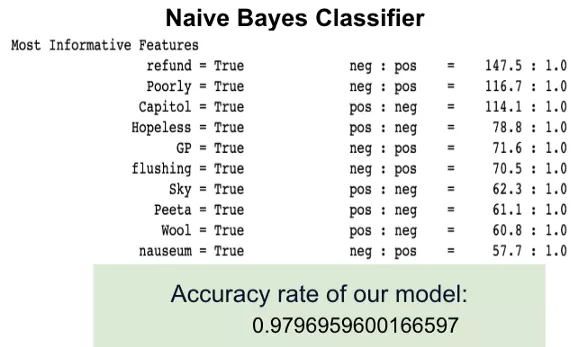 Naive Bayes Classifier
Most Informative Features
refund = True neg : pos = 147.5 : 1.0
Poorly = True neg : pos = 116.7 : 1.0
Capitol = True pos : neg = 114.1 : 1.0
Hopeless = True pos : neg = 78.8 : 1.0
GP = True neg : pos = 71.6 : 1.0
flushing = True neg : pos = 70.5 : 1.0
Sky = True pos : neg = 62.3 : 1.0
Peeta = True pos : neg = 61.1 : 1.0
Wool = True pos : neg = 60.8 : 1.0
nauseum = True neg : pos = 57.7 : 1.0
Accuracy rate of our model:
0.9796959600166597